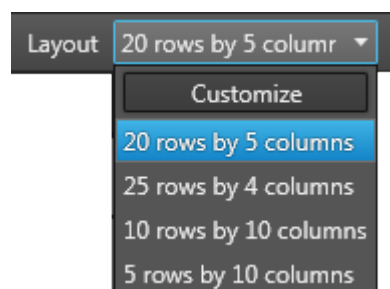 Layout 20 rows by 5 columr
Customize
20 rows by 5 columns
25 rows by 4 columns
10 rows by 10 columns
5 rows by 10 columns